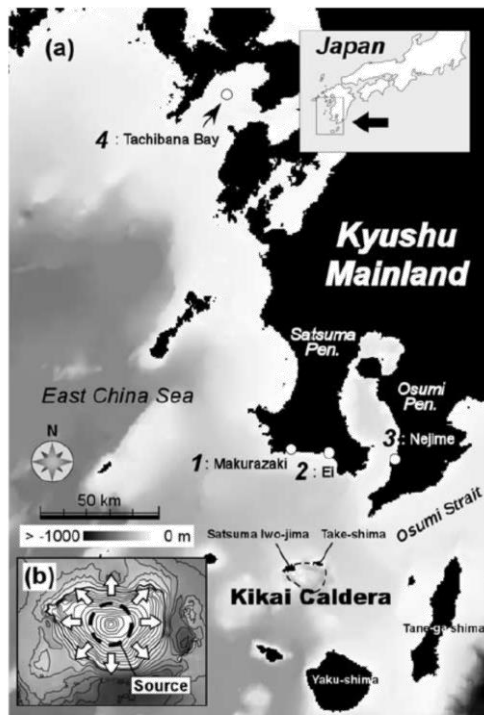 (a)
Japan
4 : Tachibana Bay
Kyushu
Mainland
Satsuma
Pen.
Osumi
Pen.
East China Sea
N
3 : Nejime
1 : Makurazaki
2 : Ei
50 km
Osumi Strait
> -1000 0 m
Satsuma Iwo-jima Take-shima
(b)
Kikai Caldera
Tane-ga-shima
Source
Yaku-shima